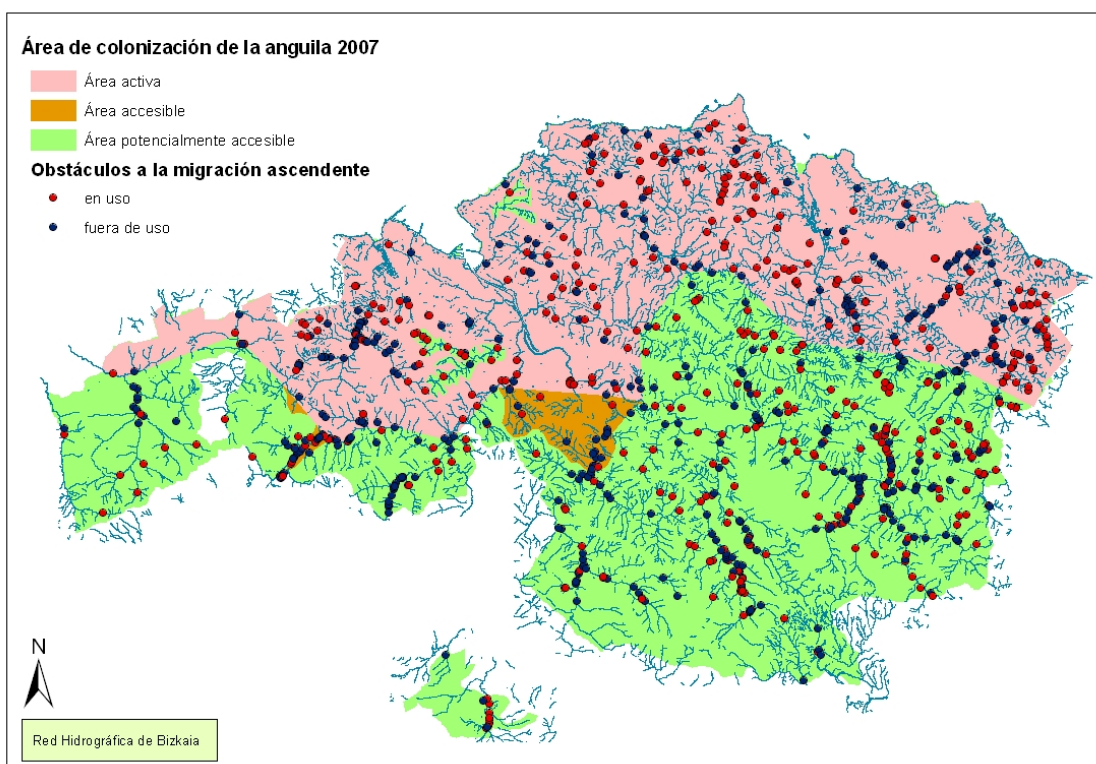 Área de colonización de la anguila 2007
Área activa
Área accesible
Área potencialmente accesible
Obstáculos a la migración ascendente
en uso
fuera de uso
N
Red Hidrográfica de Bizkaia